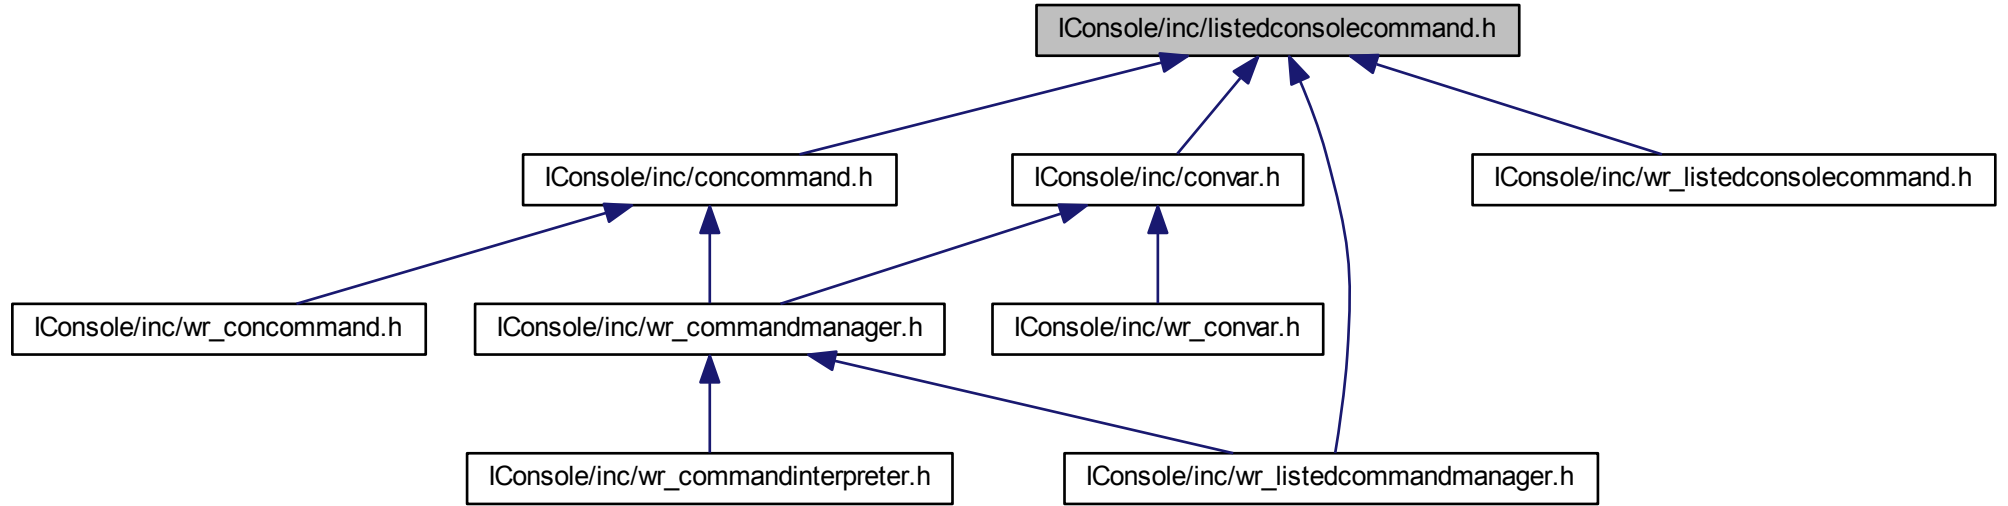 IConsole/inc/listedconsolecommand.h
IConsole/inc/concommand.h
IConsole/inc/convar.h
IConsole/inc/wr_listedconsolecommand.h
IConsole/inc/wr_concommand.h
IConsole/inc/wr_commandmanager.h
IConsole/inc/wr_convar.h
IConsole/inc/wr_commandinterpreter.h
IConsole/inc/wr_listedcommandmanager.h